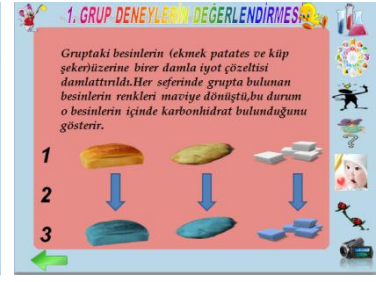 1. GRUP DENEYLERİN DEĞERLENDİRMESİ
Gruptaki besinlerin (ekmek patates ve küp
şeker)üzerine birer damla iyot çözeltisi
damlattırıldı.Her seferinde grupta bulunan
besinlerin renkleri maviye dönüştü,bu durum
o besinlerin içinde karbonhidrat bulunduğunu
gösterir.
1
2
3